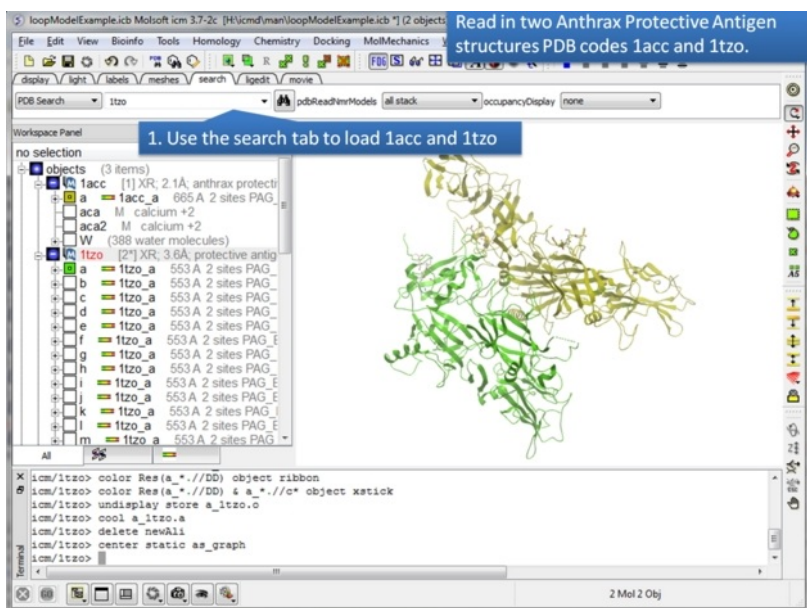 loopModelExample.icb Molsoft icm 3.7-2c [H:\icmd\man\loopModelExample.icb *] (2 objects
Read in two Anthrax Protective Antigen
structures PDB codes 1acc and 1tzo.
File Edit View Bioinfo Tools Homology Chemistry Docking MolMechanics
display light labels meshes search ligedit movie
PDB Search 1tzo pdbReadNmrModels all stack occupancyDisplay none
Workspace Panel
1. Use the search tab to load 1acc and 1tzo
no selection
objects (3 items)
1acc [1] XR; 2.1Å; anthrax protecti
a 1acc_a 665 A 2 sites PAG_
aca M calcium +2
aca2 M calcium +2
W (388 water molecules)
1tzo [2*] XR; 3.6Å; protective antig
a 1tzo_a 553 A 2 sites PAG_
b 1tzo_a 553 A 2 sites PAG_
c 1tzo_a 553 A 2 sites PAG_
d 1tzo_a 553 A 2 sites PAG_
e 1tzo_a 553 A 2 sites PAG_
f 1tzo_a 553 A 2 sites PAG_E
g 1tzo_a 553 A 2 sites PAG_
h 1tzo_a 553 A 2 sites PAG_
i 1tzo_a 553 A 2 sites PAG_E
j 1tzo_a 553 A 2 sites PAG_E
k 1tzo_a 553 A 2 sites PAG_
l 1tzo_a 553 A 2 sites PAG_E
m 1tzo_a 553 A 2 sites PAG
All
icm/1tzo> color Res(a_*.//DD) object ribbon
icm/1tzo> color Res(a_*.//DD) & a_*.//c* object xstick
icm/1tzo> undisplay store a_1tzo.o
icm/1tzo> cool a_1tzo.a
icm/1tzo> delete newAli
icm/1tzo> center static as_graph
icm/1tzo>
Terminal
2 Mol 2 Obj